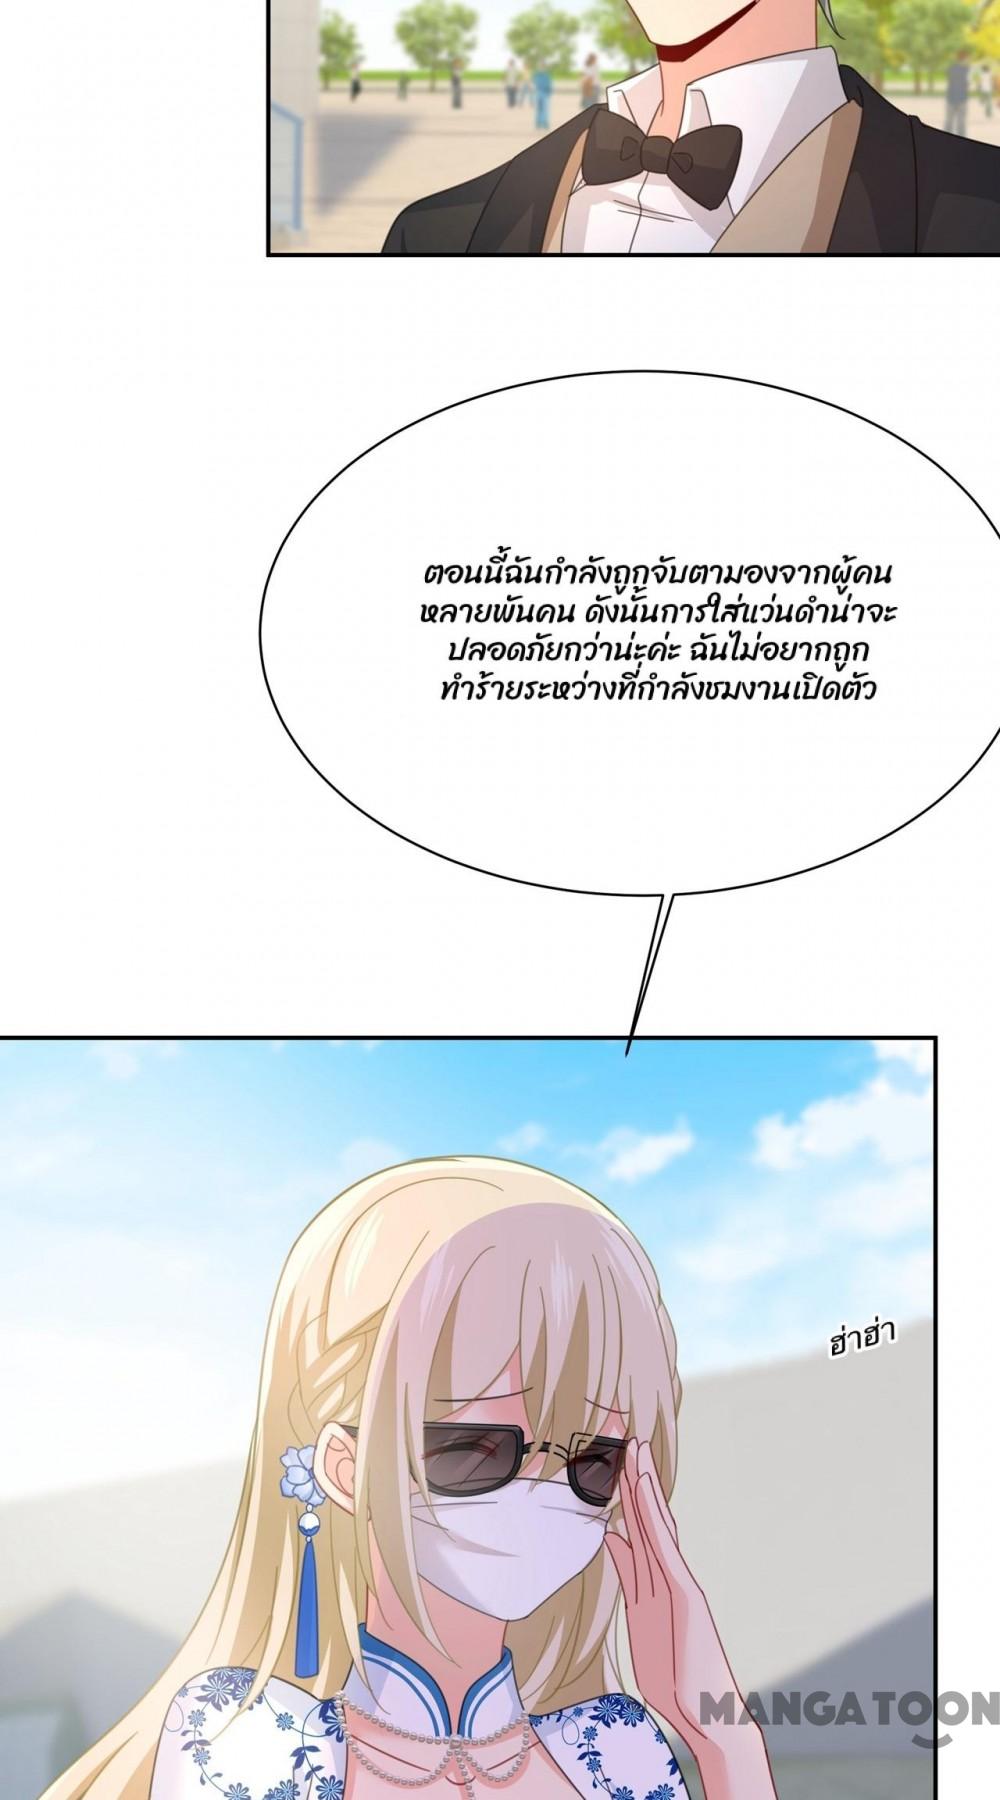 ตอนนี้ฉันกำลังถูกจับตามองจากผู้คน
หลายพันคน ดังนั้นการใส่แว่นดำน่าจะ
ปลอดภัยกว่าน่ะค่ะ ฉันไม่อยากถูก
ทำร้ายระหว่างที่กำลังชมงานเปิดตัว
ฮ่าฮ่า
MANGATOON